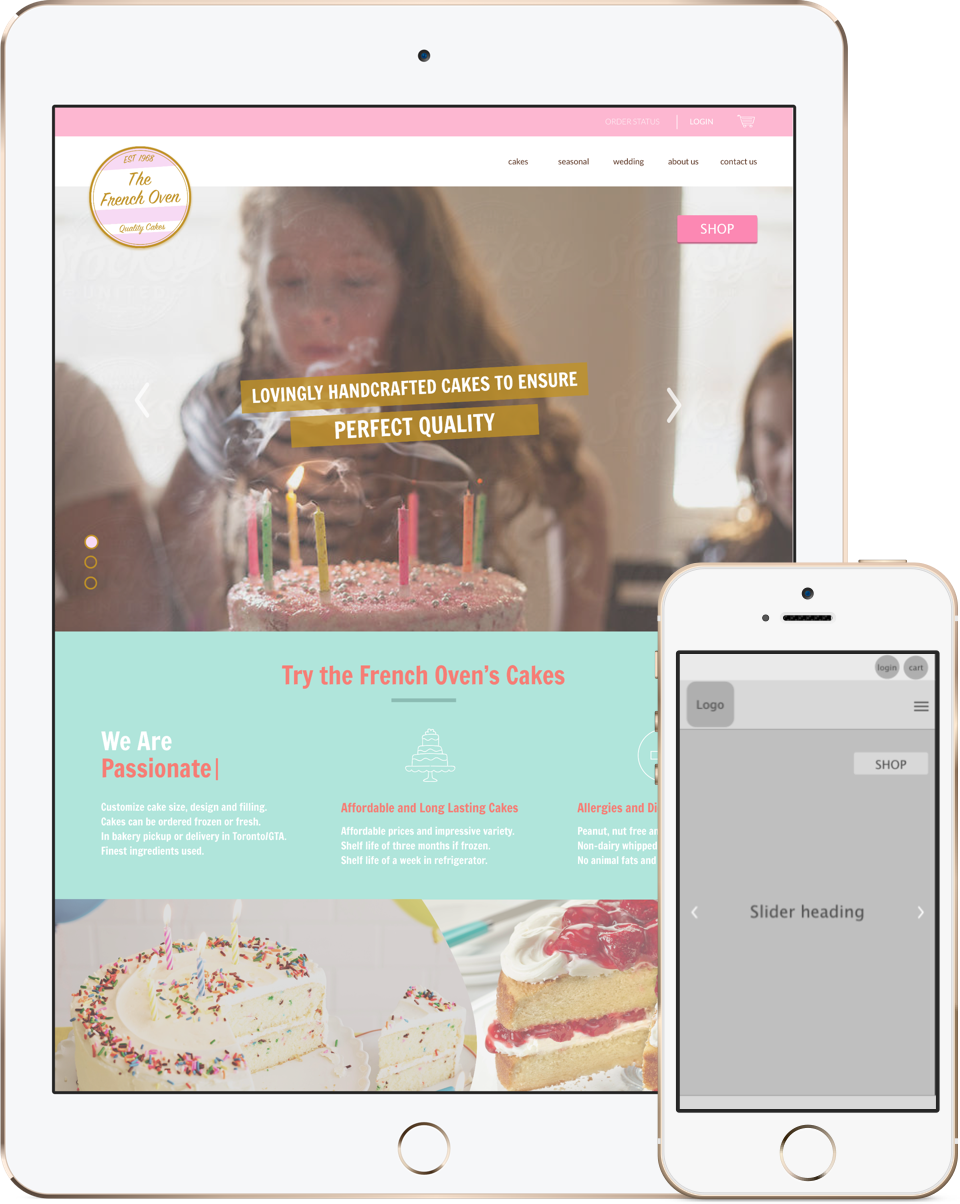 ORDER STATUS
LOGIN
cakes
seasonal
wedding
about us
contact us
EST 1968
The
French Oven
Quality Cakes
SHOP
LOVINGLY HANDCRAFTED CAKES TO ENSURE
PERFECT QUALITY
Try the French Oven's Cakes
We Are
Passionate|
Customize cake size, design and filling.
Cakes can be ordered frozen or fresh.
In bakery pickup or delivery in Toronto/GTA.
Finest ingredients used.
Affordable and Long Lasting Cakes
Affordable prices and impressive variety.
Shelf life of three months if frozen.
Shelf life of a week in refrigerator.
Allergies and Di
Peanut, nut free ar
Non-dairy whipped
No animal fats and
login
cart
Logo
SHOP
Slider heading